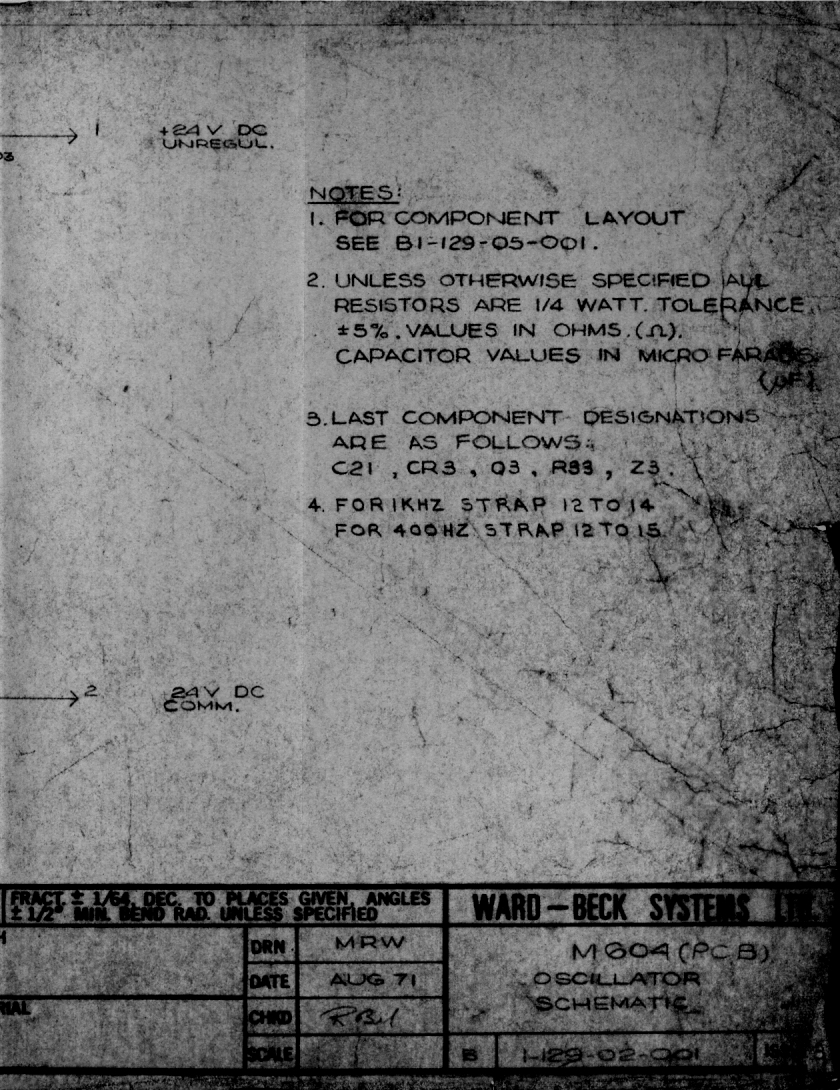 1 +24V DC
UNREGUL.
03
NOTES:
1. FOR COMPONENT LAYOUT
SEE B1-129-05-001.
2. UNLESS OTHERWISE SPECIFIED ALL
RESISTORS ARE 1/4 WATT. TOLERANCE
±5%. VALUES IN OHMS.(Ω).
CAPACITOR VALUES IN MICRO FARADS
(µF).
3. LAST COMPONENT DESIGNATIONS
ARE AS FOLLOWS:
C21 , CR3 , Q3 , R33 , Z3.
4. FOR 1KHZ STRAP 12 TO 14
FOR 400HZ STRAP 12 TO 15
2 24V DC
COMM.
FRACT. ± 1/64, DEC. TO PLACES GIVEN, ANGLES
± 1/2° MIN. BEND RAD. UNLESS SPECIFIED
WARD-BECK SYSTEMS LTD.
DRN. MRW
DATE AUG 71
CHKD
SCALE
M604 (PCB)
OSCILLATOR
SCHEMATIC
B 1-129-02-001